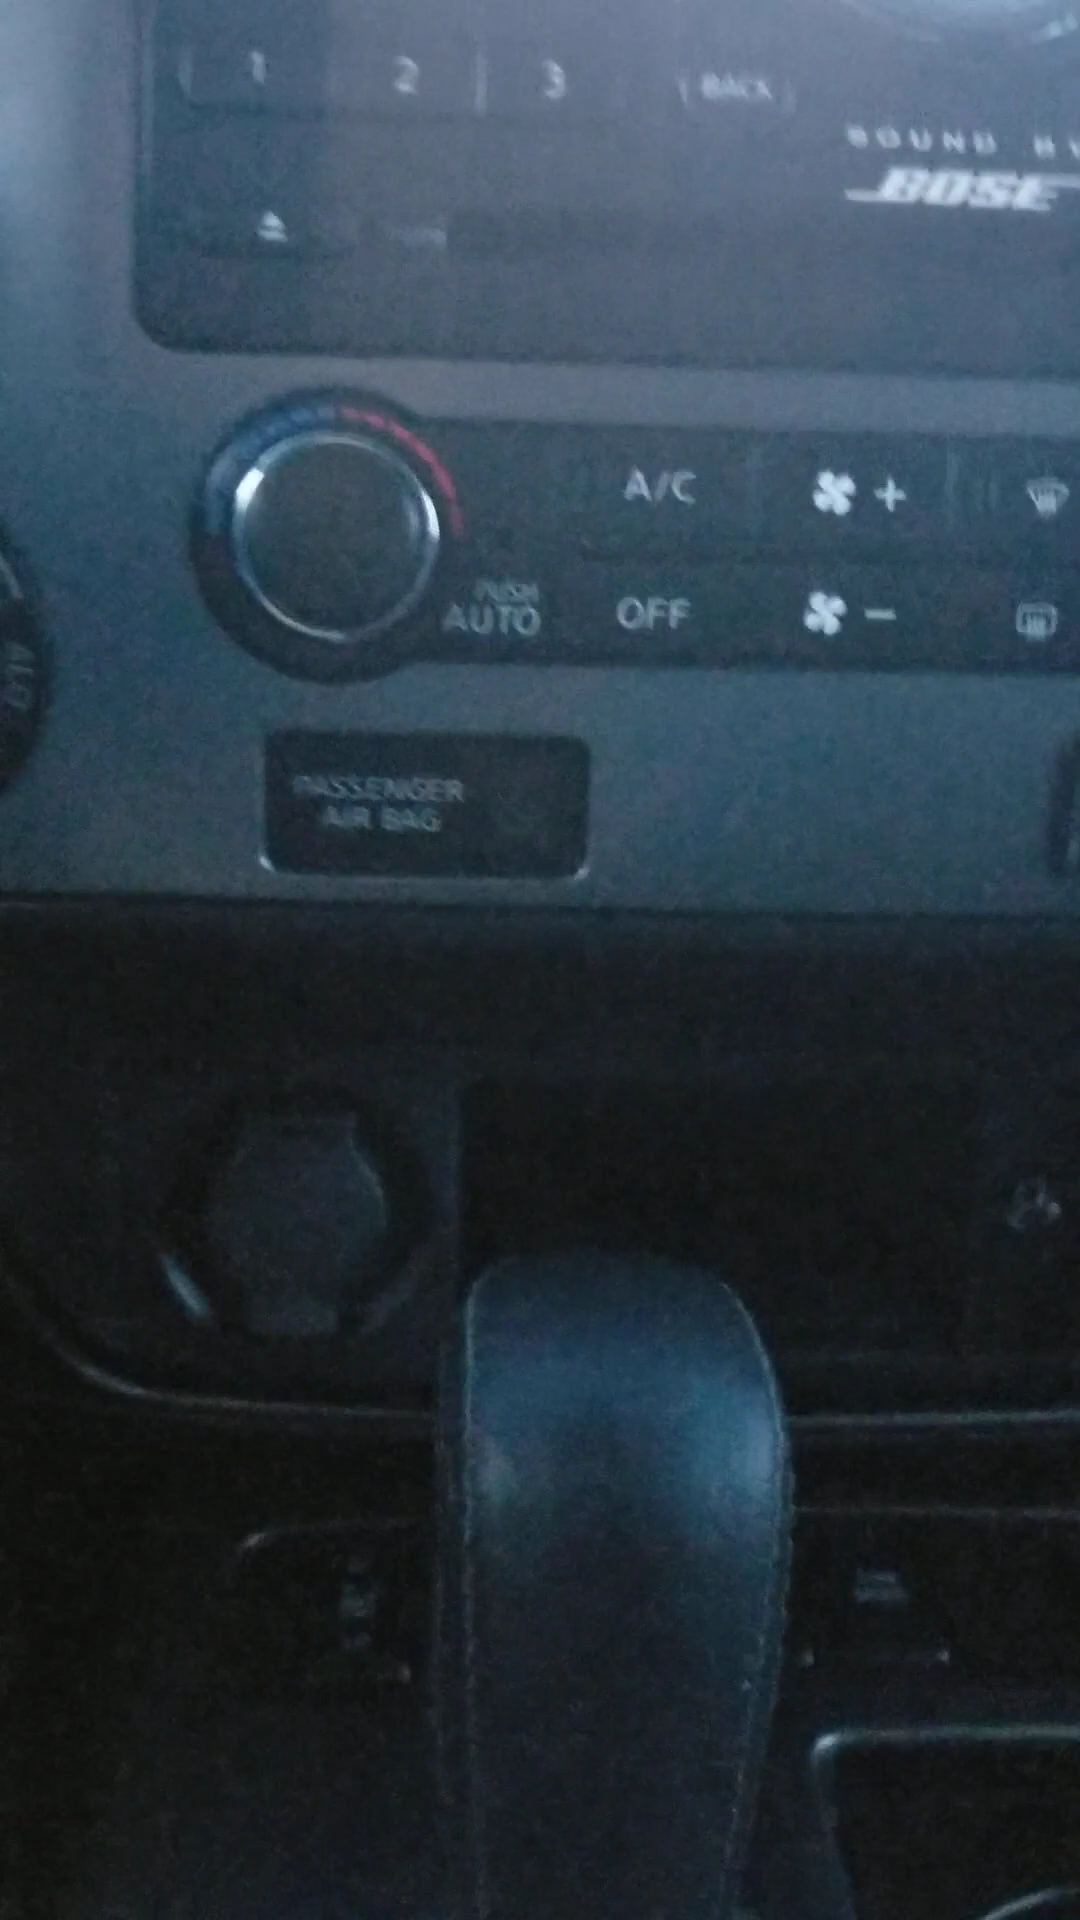 1 2 3 BACK
SOUND BY
BOSE
A/C +
PUSH
AUTO OFF -
PASSENGER
AIR BAG